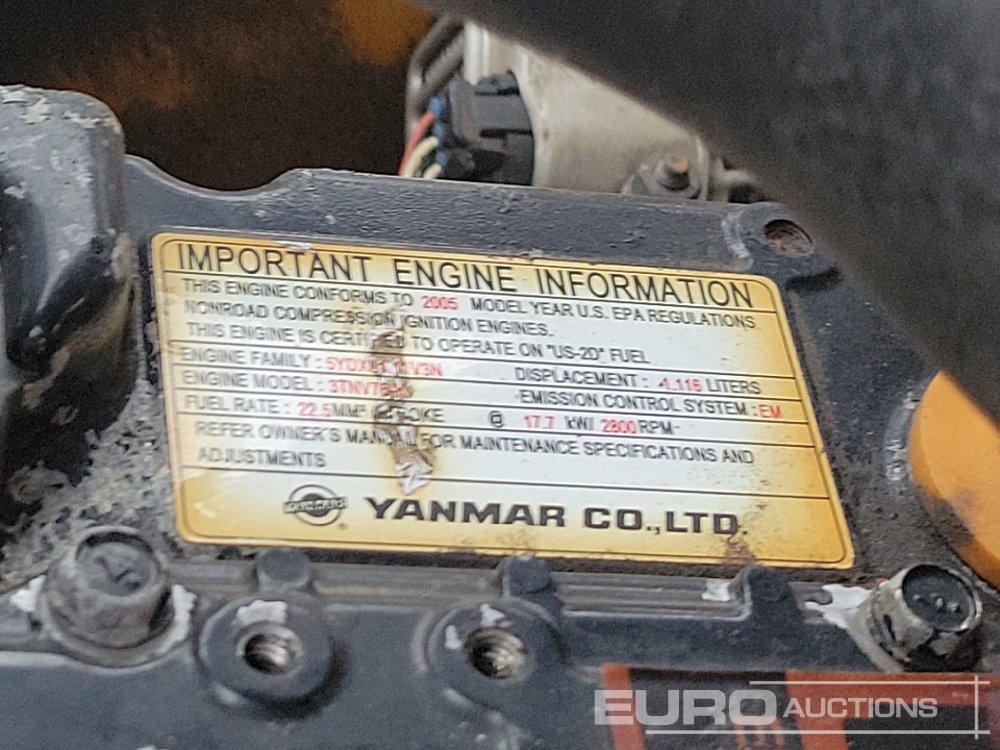 IMPORTANT ENGINE INFORMATION
THIS ENGINE CONFORMS TO 2005 MODEL YEAR U.S. EPA REGULATIONS
NONROAD COMPRESSION IGNITION ENGINES.
THIS ENGINE IS CERTIFIED TO OPERATE ON "US-2D" FUEL
ENGINE FAMILY : DISPLACEMENT : LITERS
ENGINE MODEL : EMISSION CONTROL SYSTEM : EM
FUEL RATE : 22.5 @ 17.7 kW/ 2800 RPM
REFER OWNER'S MANUAL FOR MAINTENANCE SPECIFICATIONS AND
ADJUSTMENTS
YANMAR CO.,LTD.
EURO AUCTIONS